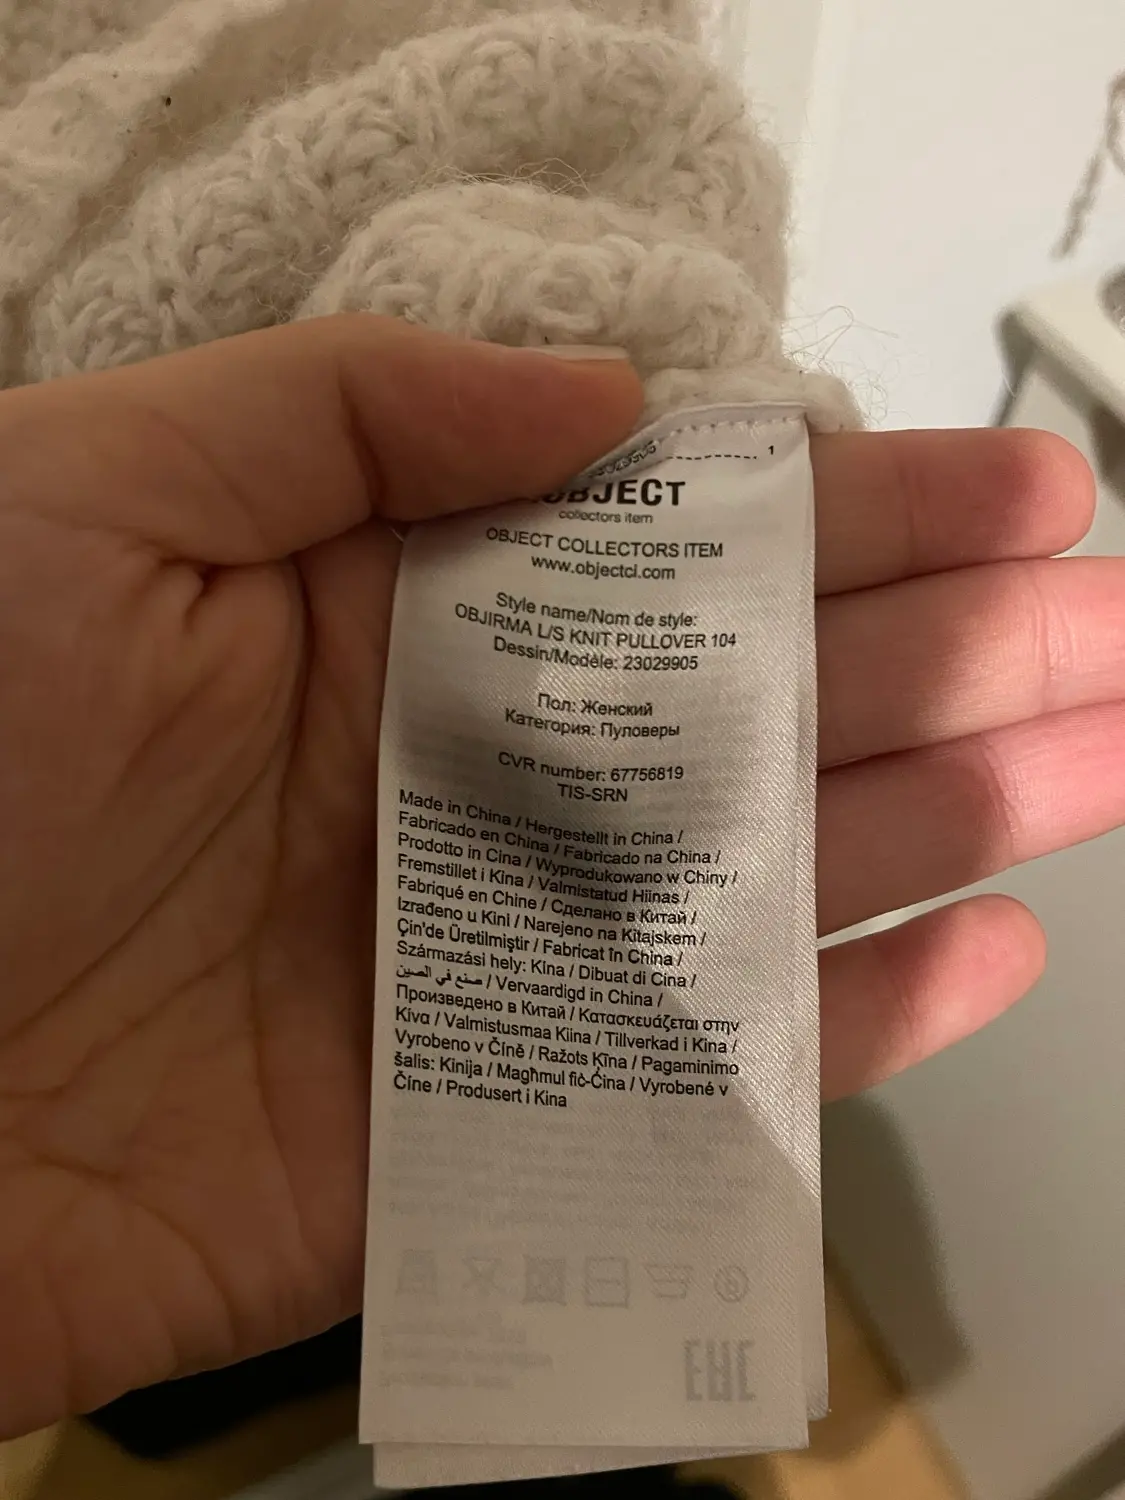 1
OBJECT
collectors item
OBJECT COLLECTORS ITEM
www.objectci.com
Style name/Nom de style:
OBJIRMA L/S KNIT PULLOVER 104
Dessin/Modèle: 23029905
Пол: Женский
Категория: Пуловеры
CVR number: 67756819
TIS-SRN
Made in China / Hergestellt in China /
Fabricado en China / Fabricado na China /
Prodotto in Cina / Wyprodukowano w Chiny /
Fremstillet i Kina / Valmistatud Hiinas /
Fabriqué en Chine / Сделано в Китай /
Izrađeno u Kini / Narejeno na Kitajskem /
Çin'de Üretilmiştir / Fabricat în China /
Származási hely: Kína / Dibuat di Cina /
صنع في الصين / Vervaardigd in China /
Произведено в Китай / Κατασκευάζεται στην
Κίνα / Valmistusmaa Kiina / Tillverkad i Kina /
Vyrobeno v Číně / Ražots Ķīna / Pagaminimo
šalis: Kinija / Magħmul fiċ-Ċina / Vyrobené v
Číne / Produsert i Kina
EAC